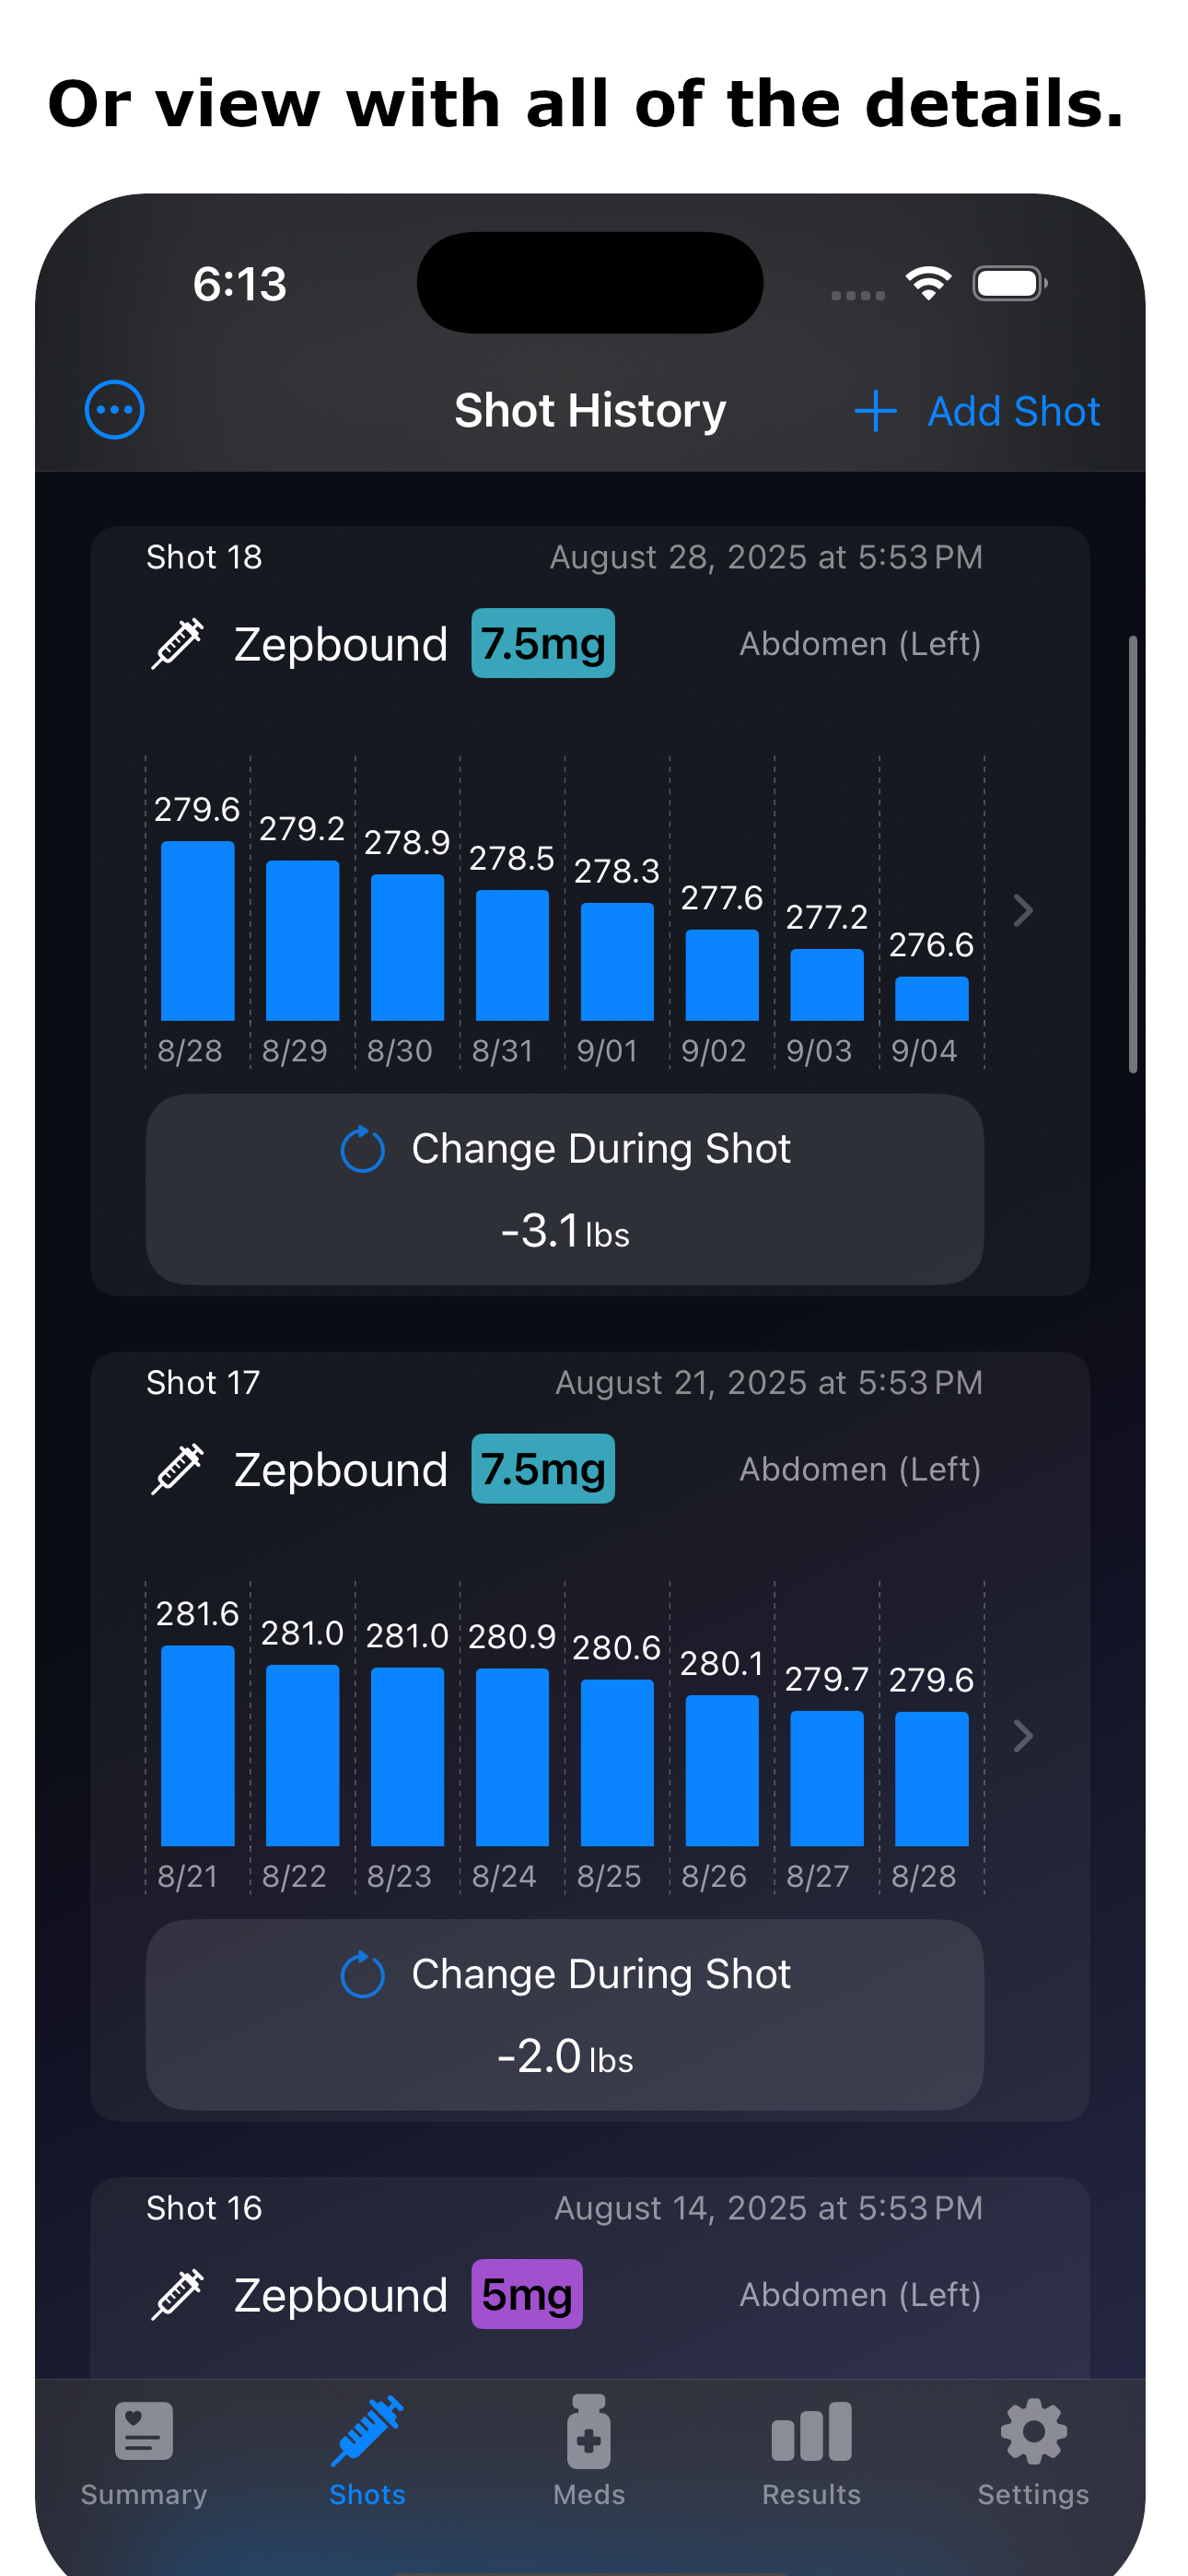 Or view with all of the details.
6:13
Shot History
Add Shot
Shot 18 August 28, 2025 at 5:53 PM
Zepbound 7.5mg Abdomen (Left)
279.6 279.2 278.9 278.5 278.3 277.6 277.2 276.6
8/28 8/29 8/30 8/31 9/01 9/02 9/03 9/04
Change During Shot
-3.1 lbs
Shot 17 August 21, 2025 at 5:53 PM
Zepbound 7.5mg Abdomen (Left)
281.6 281.0 281.0 280.9 280.6 280.1 279.7 279.6
8/21 8/22 8/23 8/24 8/25 8/26 8/27 8/28
Change During Shot
-2.0 lbs
Shot 16 August 14, 2025 at 5:53 PM
Zepbound 5mg Abdomen (Left)
Summary Shots Meds Results Settings